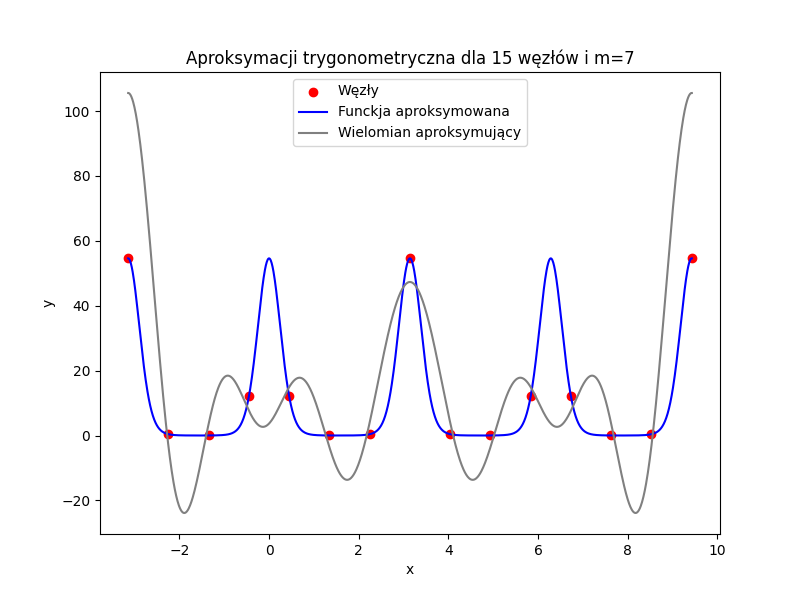 Aproksymacji trygonometryczna dla 15 węzłów i m=7
Węzły
Funckja aproksymowana
Wielomian aproksymujący
100
80
60
40
20
0
−20
y
−2
0
2
4
6
8
10
x